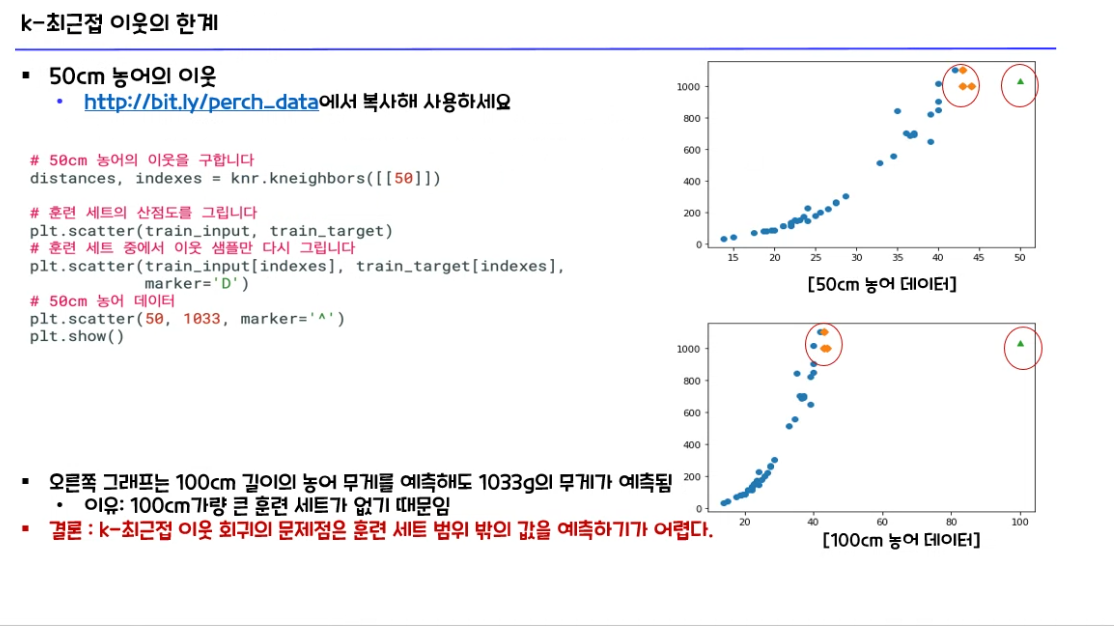 k-최근접 이웃의 한계
▪ 50cm 농어의 이웃
• http://bit.ly/perch_data에서 복사해 사용하세요
# 50cm 농어의 이웃을 구합니다
distances, indexes = knr.kneighbors([[50]])
# 훈련 세트의 산점도를 그립니다
plt.scatter(train_input, train_target)
# 훈련 세트 중에서 이웃 샘플만 다시 그립니다
plt.scatter(train_input[indexes], train_target[indexes],
marker='D')
# 50cm 농어 데이터
plt.scatter(50, 1033, marker='^')
plt.show()
▪ 오른쪽 그래프는 100cm 길이의 농어 무게를 예측해도 1033g의 무게가 예측됨
• 이유: 100cm가량 큰 훈련 세트가 없기 때문임
▪ 결론 : k-최근접 이웃 회귀의 문제점은 훈련 세트 범위 밖의 값을 예측하기가 어렵다.
1000
800
600
400
200
0
15 20 25 30 35 40 45 50
[50cm 농어 데이터]
1000
800
600
400
200
0
20 40 60 80 100
[100cm 농어 데이터]